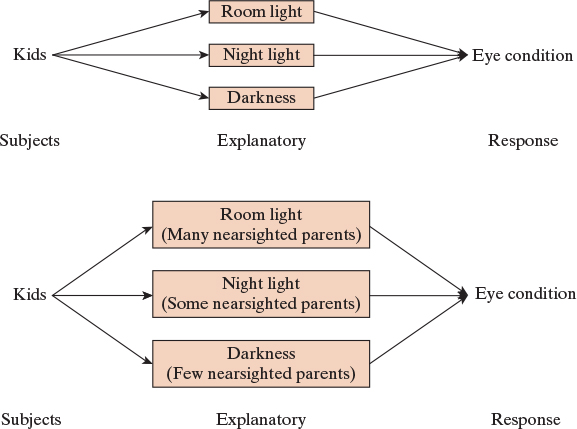 Room light
Kids
Night light
Eye condition
Darkness
Subjects
Explanatory
Response
Room light
(Many nearsighted parents)
Kids
Night light
(Some nearsighted parents)
Eye condition
Darkness
(Few nearsighted parents)
Subjects
Explanatory
Response